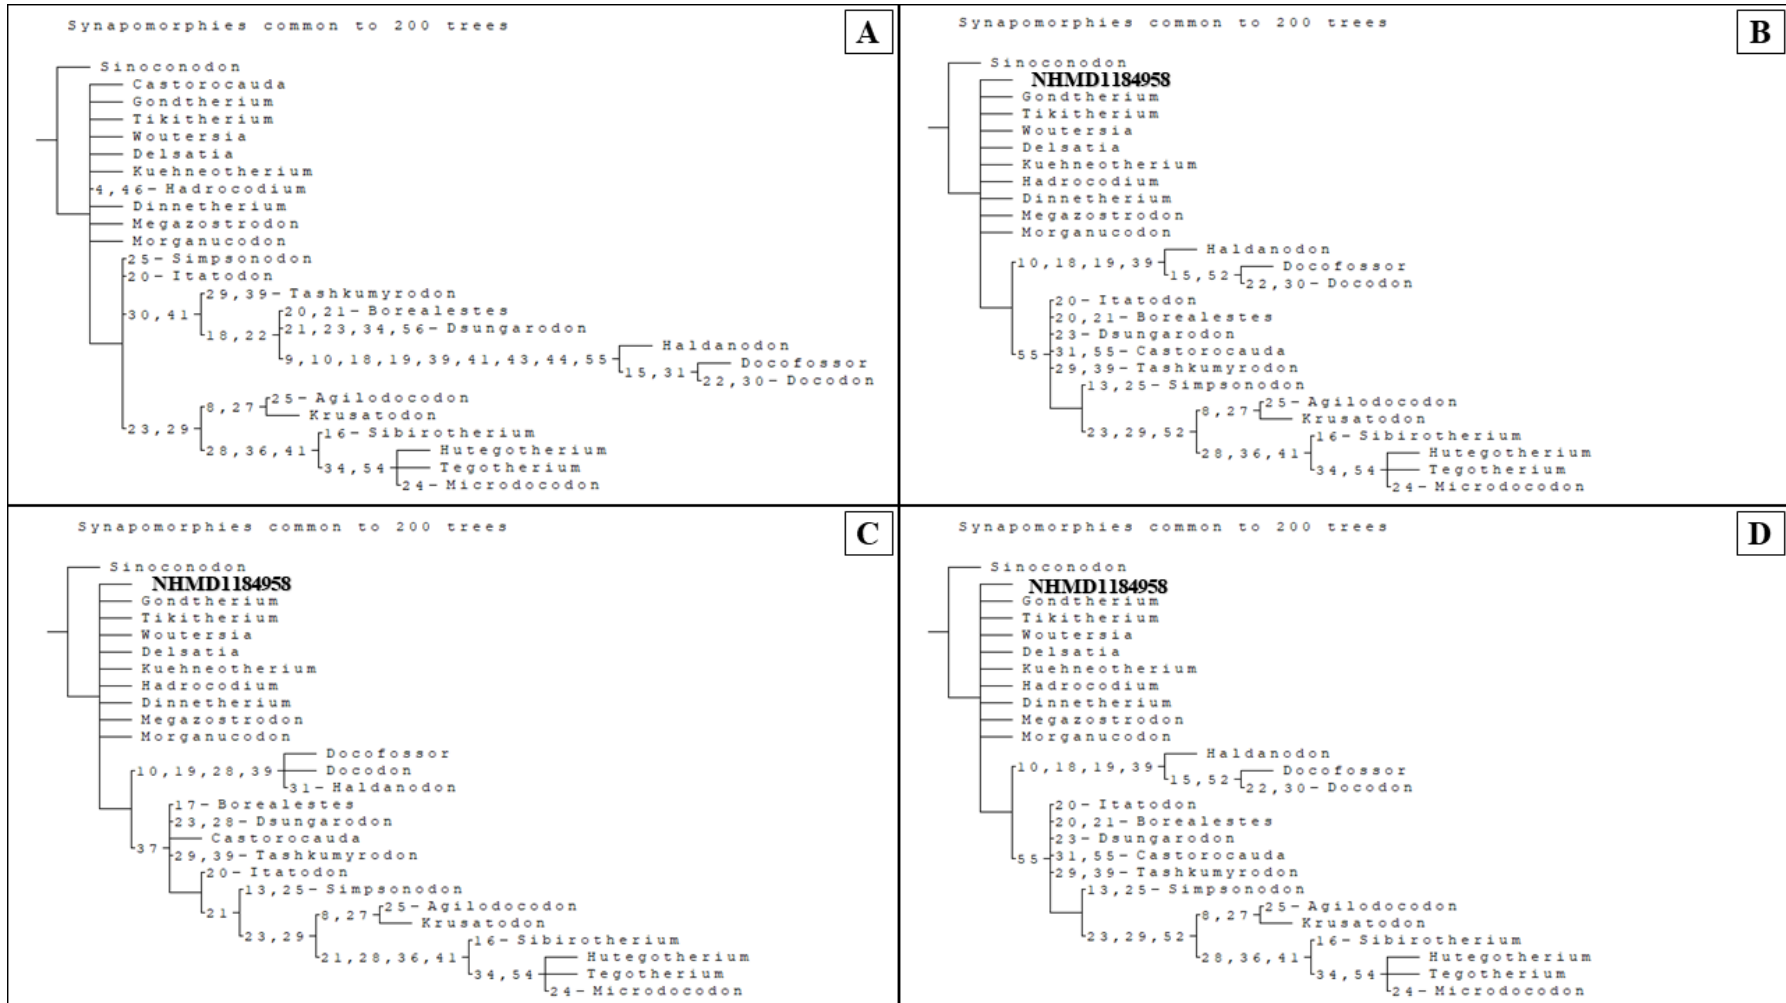 Synapomorphies common to 200 trees
A
Sinoconodon
Castorocauda
Gondtherium
Tikitherium
Woutersia
Delsatia
Kuehneotherium
4,46-Hadrocodium
Dinnetherium
Megazostrodon
Morganucodon
25-Simpsonodon
20-Itatodon
29,39-Tashkumyrodon
30,41
20,21-Borealestes
21,23,34,56-Dsungarodon
18,22
Haldanodon
9,10,18,19,39,41,43,44,55
Docofossor
15,31
22,30-Docodon
25-Agilodocodon
8,27
Krusatodon
23,29
16-Sibirotherium
28,36,41
Hutegotherium
34,54
Tegotherium
24-Microdocodon
Synapomorphies common to 200 trees
B
Sinoconodon
NHMD1184958
Gondtherium
Tikitherium
Woutersia
Delsatia
Kuehneotherium
Hadrocodium
Dinnetherium
Megazostrodon
Morganucodon
Haldanodon
10,18,19,39
Docofossor
15,52
22,30-Docodon
20-Itatodon
20,21-Borealestes
23-Dsungarodon
55
31,55-Castorocauda
29,39-Tashkumyrodon
13,25-Simpsonodon
25-Agilodocodon
8,27
Krusatodon
23,29,52
16-Sibirotherium
28,36,41
Hutegotherium
34,54
Tegotherium
24-Microdocodon
Synapomorphies common to 200 trees
C
Sinoconodon
NHMD1184958
Gondtherium
Tikitherium
Woutersia
Delsatia
Kuehneotherium
Hadrocodium
Dinnetherium
Megazostrodon
Morganucodon
Docofossor
10,19,28,39
Docodon
31-Haldanodon
17-Borealestes
23,28-Dsungarodon
Castorocauda
37
29,39-Tashkumyrodon
20-Itatodon
13,25-Simpsonodon
21
25-Agilodocodon
8,27
Krusatodon
23,29
16-Sibirotherium
21,28,36,41
Hutegotherium
34,54
Tegotherium
24-Microdocodon
Synapomorphies common to 200 trees
D
Sinoconodon
NHMD1184958
Gondtherium
Tikitherium
Woutersia
Delsatia
Kuehneotherium
Hadrocodium
Dinnetherium
Megazostrodon
Morganucodon
Haldanodon
10,18,19,39
Docofossor
15,52
22,30-Docodon
20-Itatodon
20,21-Borealestes
23-Dsungarodon
55
31,55-Castorocauda
29,39-Tashkumyrodon
13,25-Simpsonodon
25-Agilodocodon
8,27
Krusatodon
23,29,52
16-Sibirotherium
28,36,41
Hutegotherium
34,54
Tegotherium
24-Microdocodon